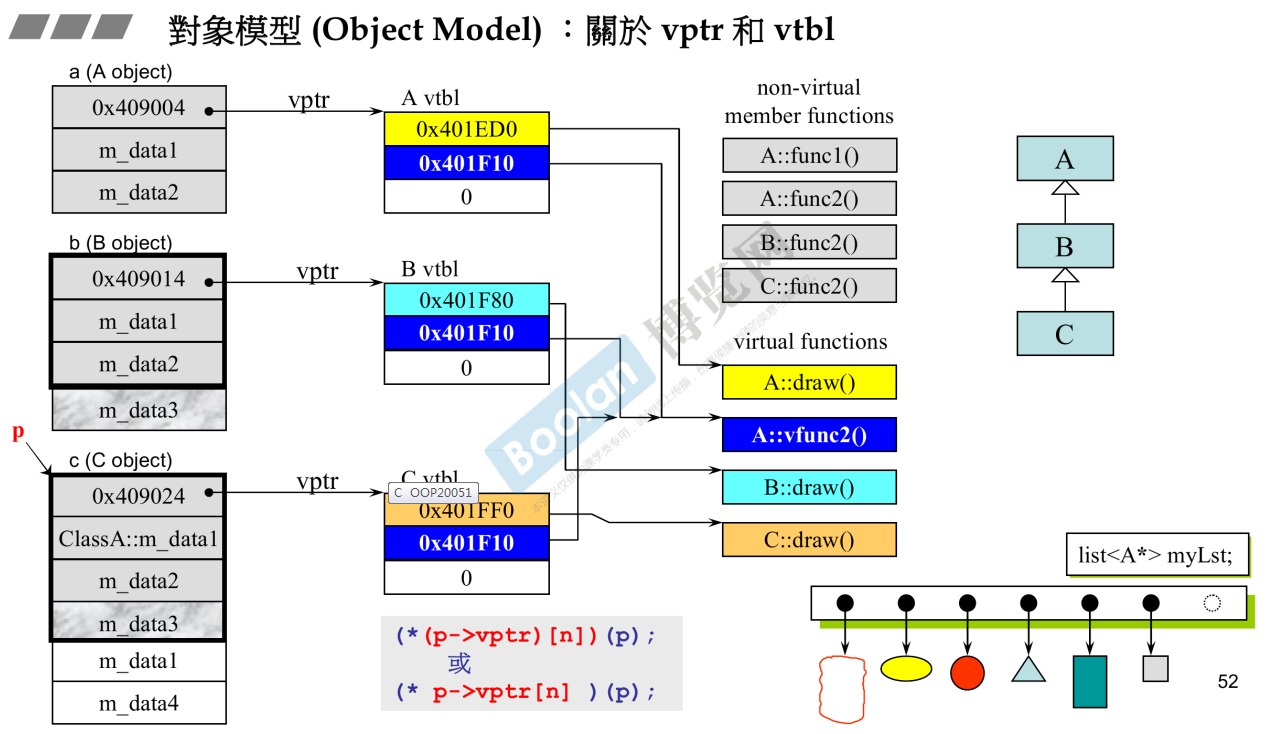 對象模型 (Object Model) ：關於 vptr 和 vtbl
a (A object)
0x409004
m_data1
m_data2
vptr
A vtbl
0x401ED0
0x401F10
0
b (B object)
0x409014
m_data1
m_data2
m_data3
vptr
B vtbl
0x401F80
0x401F10
0
p
c (C object)
0x409024
ClassA::m_data1
m_data2
m_data3
m_data1
m_data4
vptr
C vtbl
C OOP20051
0x401FF0
0x401F10
0
(*(p->vptr)[n])(p);
或
(* p->vptr[n] )(p);
non-virtual
member functions
A::func1()
A::func2()
B::func2()
C::func2()
virtual functions
A::draw()
A::vfunc2()
B::draw()
C::draw()
A
B
C
list<A*> myLst;
Boolan 博览网
52